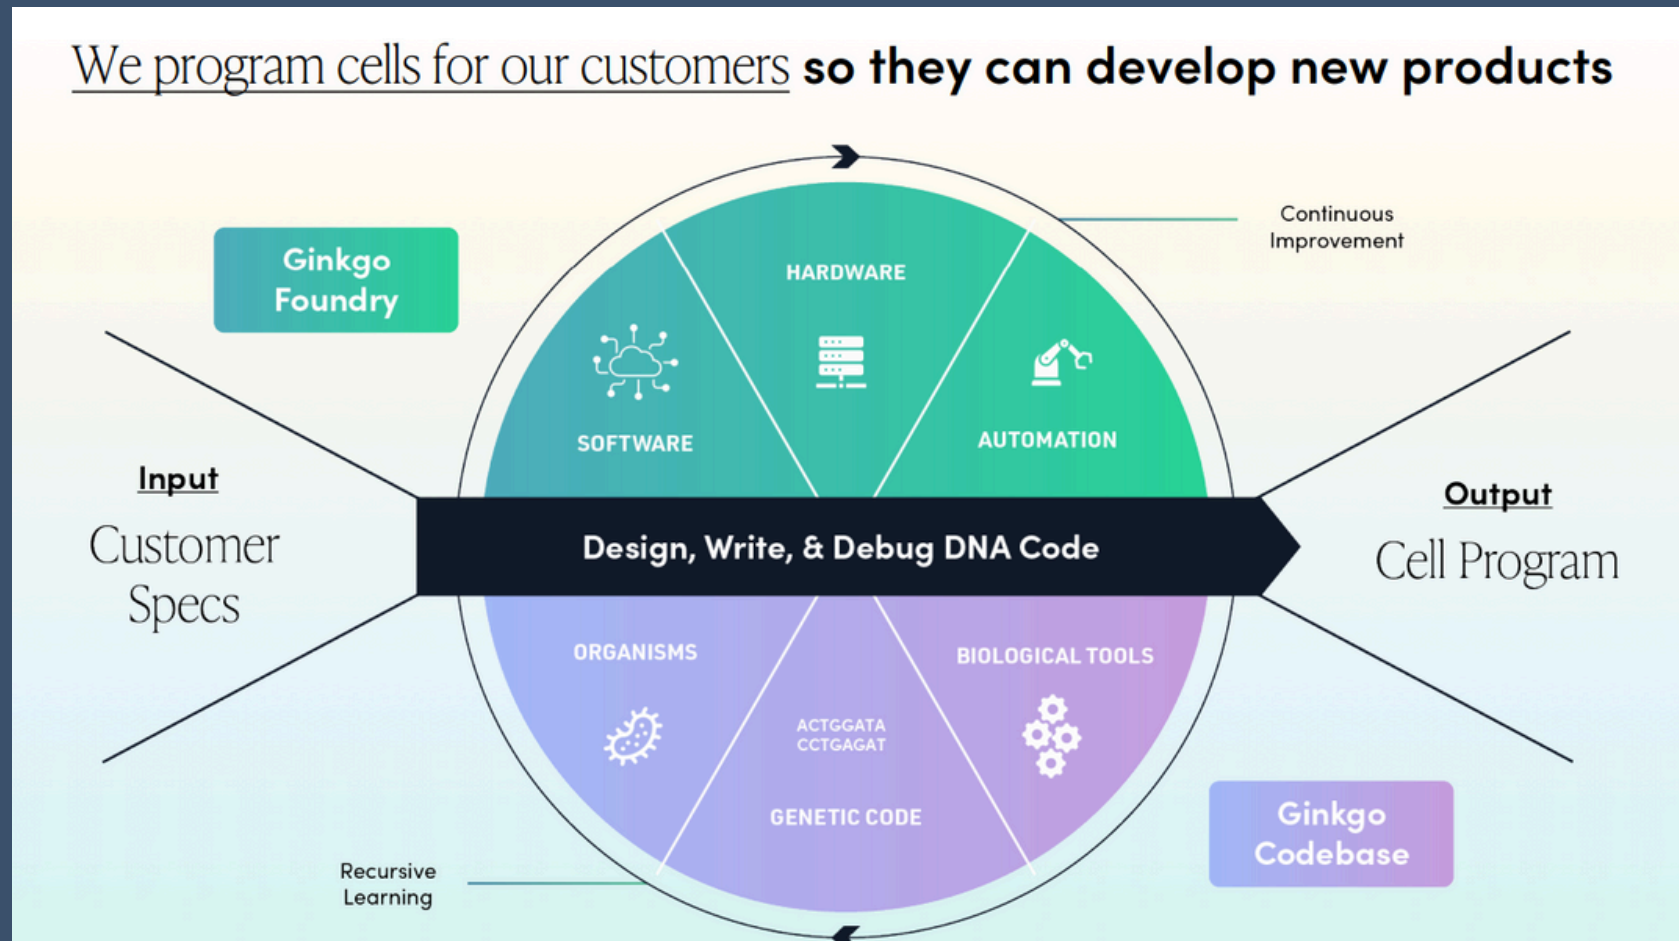 We program cells for our customers so they can develop new products
Ginkgo
Foundry
Continuous
Improvement
HARDWARE
SOFTWARE
AUTOMATION
Input
Customer
Specs
Design, Write, & Debug DNA Code
Output
Cell Program
ORGANISMS
BIOLOGICAL TOOLS
ACTGGATA
CCTGAGAT
GENETIC CODE
Ginkgo
Codebase
Recursive
Learning